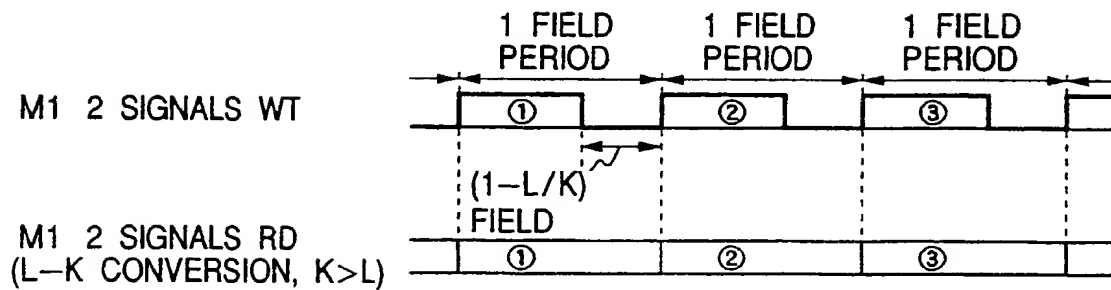 1 FIELD PERIOD
1 FIELD PERIOD
1 FIELD PERIOD
M1 2 SIGNALS WT
① ② ③
(1−L/K) FIELD
M1 2 SIGNALS RD
(L−K CONVERSION, K>L)
① ② ③